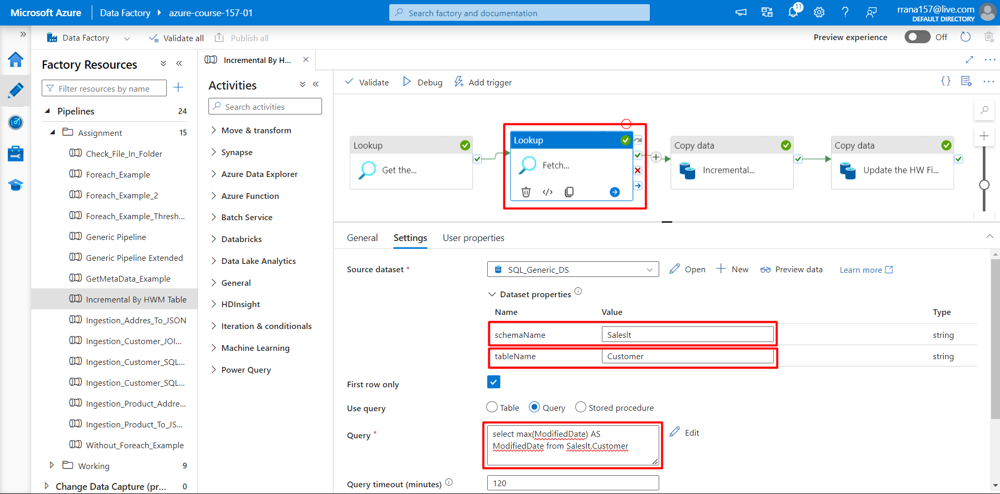 Microsoft Azure
Data Factory
azure-course-157-01
Search factory and documentation
11
rrana157@live.com
DEFAULT DIRECTORY
Data Factory
Validate all
Publish all
Preview experience
Off
Factory Resources
Filter resources by name
Pipelines 24
Assignment 15
Check_File_In_Folder
Foreach_Example
Foreach_Example_2
Foreach_Example_Thresh...
Generic Pipeline
Generic Pipeline Extended
GetMetaData_Example
Incremental By HWM Table
Ingestion_Addres_To_JSON
Ingestion_Customer_JOI...
Ingestion_Customer_SQL...
Ingestion_Customer_SQL...
Ingestion_Product_Addre...
Ingestion_Product_To_JS...
Without_Foreach_Example
Working 9
Change Data Capture (pr... 0
Incremental By H...
Activities
Search activities
Move & transform
Synapse
Azure Data Explorer
Azure Function
Batch Service
Databricks
Data Lake Analytics
General
HDInsight
Iteration & conditionals
Machine Learning
Power Query
Validate
Debug
Add trigger
Lookup
Get the...
Lookup
Fetch...
Copy data
Incremental...
Copy data
Update the HW Fi...
General
Settings
User properties
Source dataset *
SQL_Generic_DS
Open
New
Preview data
Learn more
Dataset properties
Name Value Type
schemaName Saleslt string
tableName Customer string
First row only
Use query
Table
Query
Stored procedure
Query *
select max(ModifiedDate) AS
ModifiedDate from Saleslt.Customer
Edit
Query timeout (minutes)
120